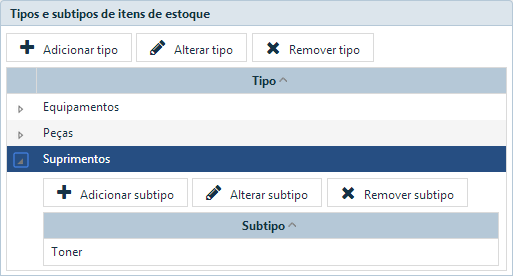 Tipos e subtipos de itens de estoque
Adicionar tipo Alterar tipo Remover tipo
Tipo
Equipamentos
Peças
Suprimentos
Adicionar subtipo Alterar subtipo Remover subtipo
Subtipo
Toner